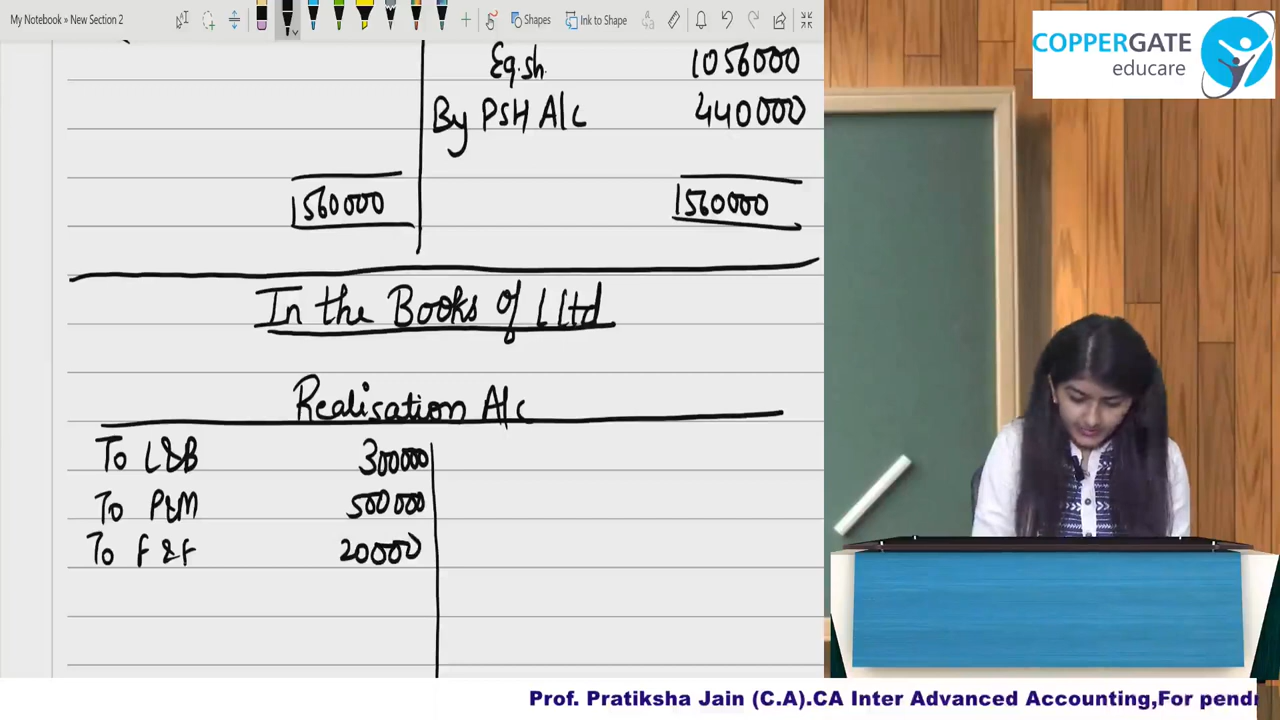 My Notebook » New Section 2
Shapes
Ink to Shape
COPPERGATE
educare
Eq.sh. 1056000
By PSH A/c 440000
1560000 1560000
In the Books of L Ltd
Realisation A/c
To L&B 300000
To P&M 500000
To F&F 20000
Prof. Pratiksha Jain (C.A).CA Inter Advanced Accounting,For pendr